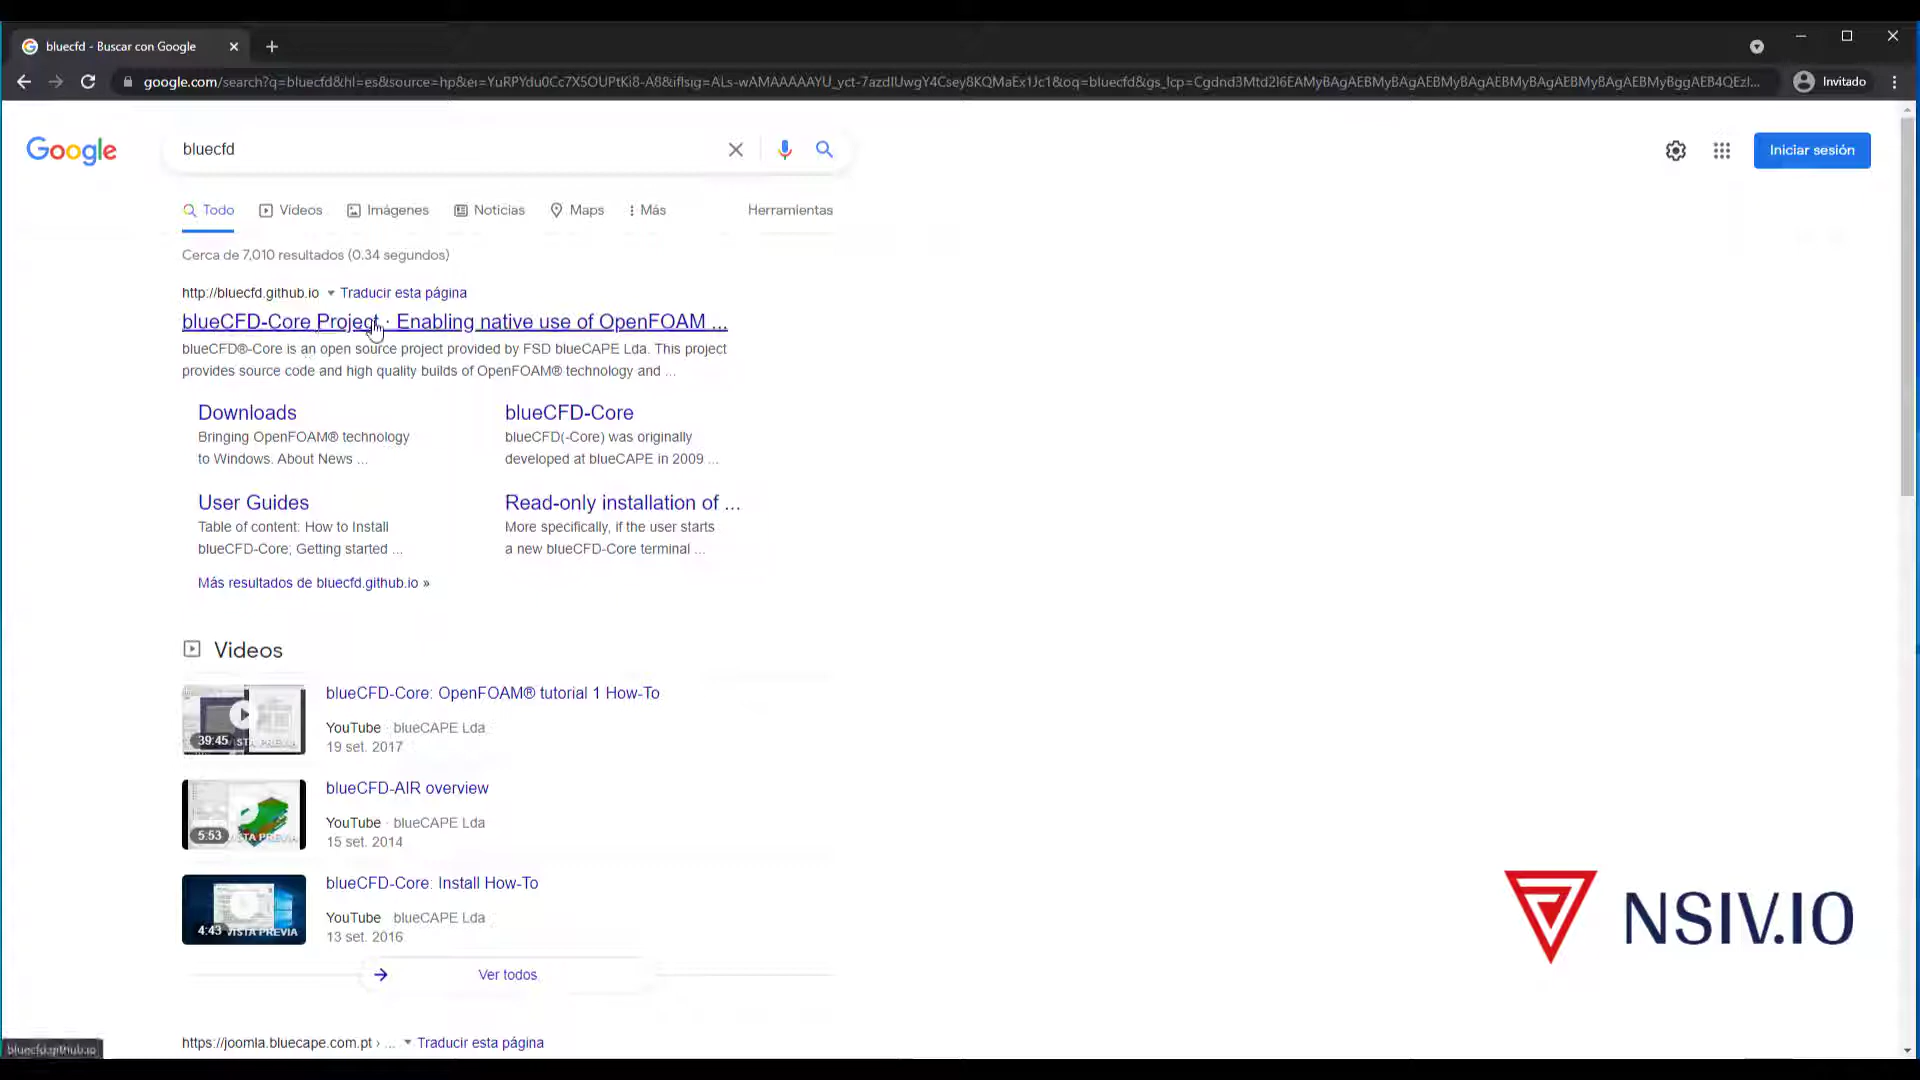 bluecfd - Buscar con Google
google.com/search?q=bluecfd&hl=es&source=hp&ei=YuRPYdu0Cc7X5OUPtKi8-A8&iflsig=ALs-wAMAAAAAYU_yct-7azdIUwgY4Csey8KQMaEx1Jc1&oq=bluecfd&gs_lcp=Cgdnd3Mtd2l6EAMyBAgAEBMyBAgAEBMyBAgAEBMyBAgAEBMyBAgAEBMyBggAEB4QEzI...
Invitado
Google
bluecfd
Iniciar sesión
Todo
Vídeos
Imágenes
Noticias
Maps
Más
Herramientas
Cerca de 7,010 resultados (0.34 segundos)
http://bluecfd.github.io Traducir esta página
blueCFD-Core Project · Enabling native use of OpenFOAM ...
blueCFD®-Core is an open source project provided by FSD blueCAPE Lda. This project
provides source code and high quality builds of OpenFOAM® technology and ...
Downloads
Bringing OpenFOAM® technology
to Windows. About News ...
blueCFD-Core
blueCFD(-Core) was originally
developed at blueCAPE in 2009 ...
User Guides
Table of content: How to Install
blueCFD-Core; Getting started ...
Read-only installation of ...
More specifically, if the user starts
a new blueCFD-Core terminal ...
Más resultados de bluecfd.github.io »
Videos
39:45
VISTA PREVIA
blueCFD-Core: OpenFOAM® tutorial 1 How-To
YouTube · blueCAPE Lda
19 set. 2017
5:53
VISTA PREVIA
blueCFD-AIR overview
YouTube · blueCAPE Lda
15 set. 2014
4:43
VISTA PREVIA
blueCFD-Core: Install How-To
YouTube · blueCAPE Lda
13 set. 2016
Ver todos
NSIV.IO
https://joomla.bluecape.com.pt › ... Traducir esta página
bluecfd.github.io